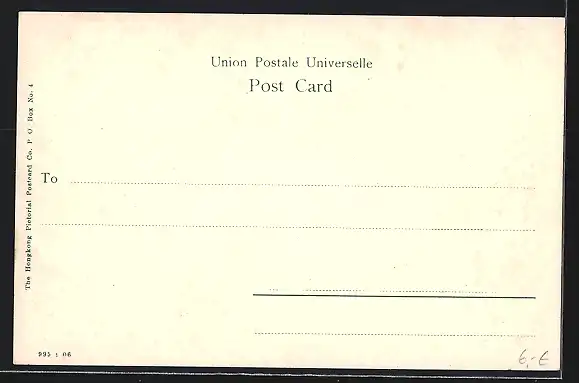 Union Postale Universelle
Post Card
The Hongkong Pictorial Postcard Co. P O Box No. 4
To
995 : 06
6,-€